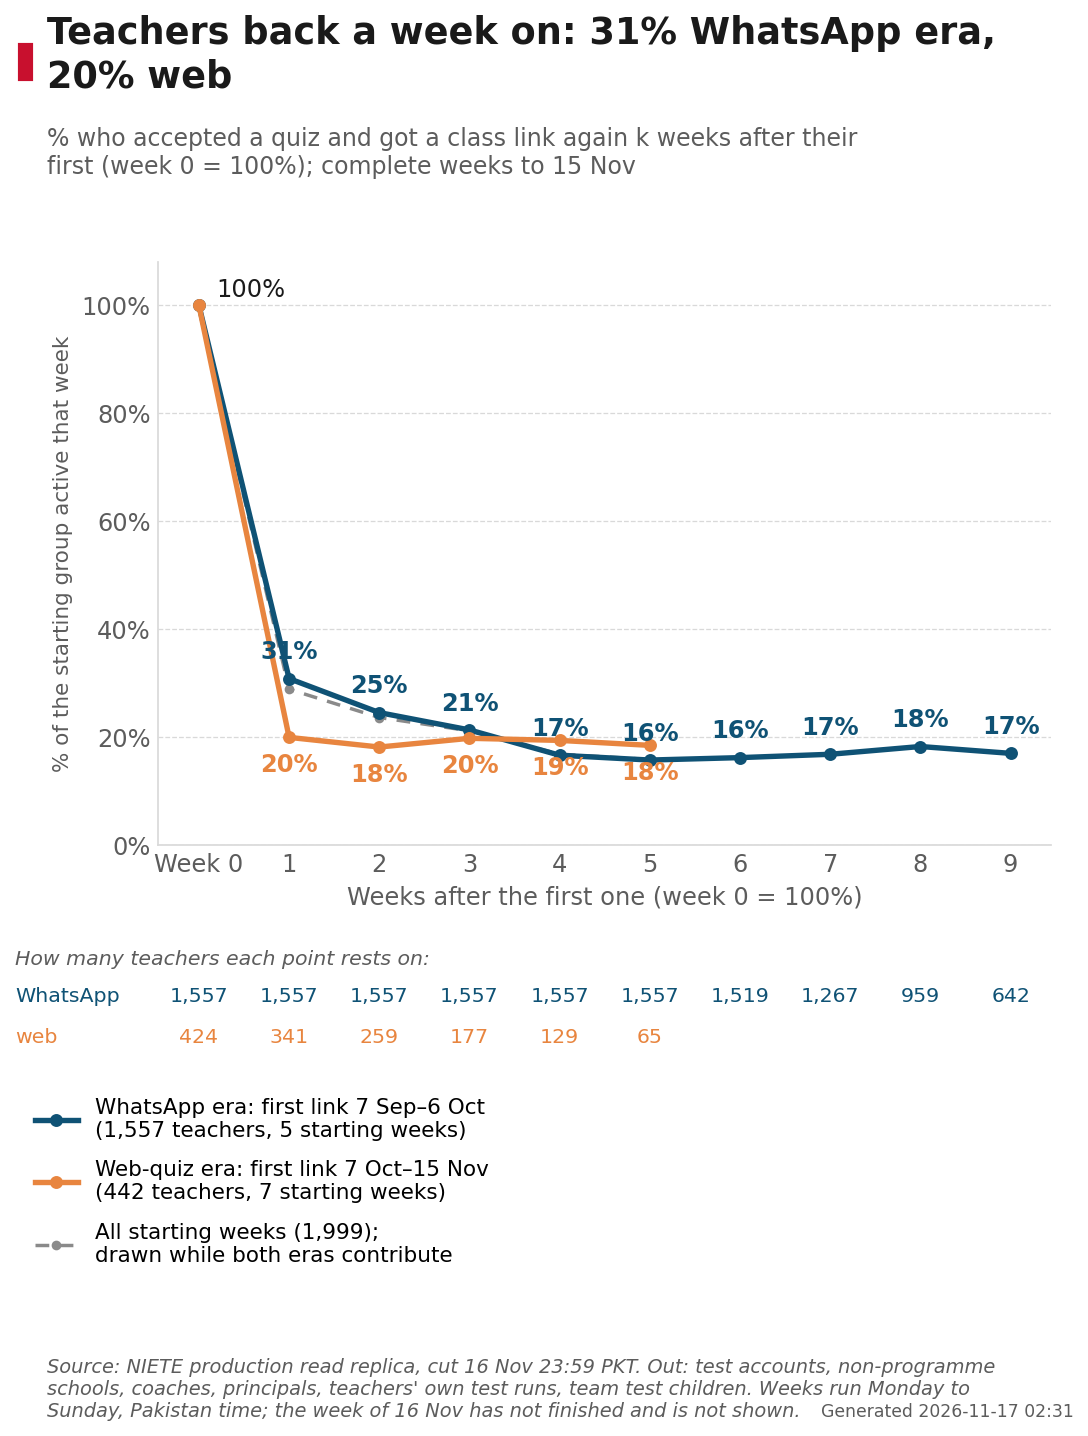 Teachers back a week on: 31% WhatsApp era,
20% web
% who accepted a quiz and got a class link again k weeks after their
first (week 0 = 100%); complete weeks to 15 Nov
100%
100%
80%
60%
40%
20%
0%
% of the starting group active that week
31%
25%
21%
17%
16%
16%
17%
18%
17%
20%
18%
20%
19%
18%
Week 0 1 2 3 4 5 6 7 8 9
Weeks after the first one (week 0 = 100%)
How many teachers each point rests on:
WhatsApp 1,557 1,557 1,557 1,557 1,557 1,557 1,519 1,267 959 642
web 424 341 259 177 129 65
WhatsApp era: first link 7 Sep–6 Oct
(1,557 teachers, 5 starting weeks)
Web-quiz era: first link 7 Oct–15 Nov
(442 teachers, 7 starting weeks)
All starting weeks (1,999);
drawn while both eras contribute
Source: NIETE production read replica, cut 16 Nov 23:59 PKT. Out: test accounts, non-programme
schools, coaches, principals, teachers' own test runs, team test children. Weeks run Monday to
Sunday, Pakistan time; the week of 16 Nov has not finished and is not shown.
Generated 2026-11-17 02:31